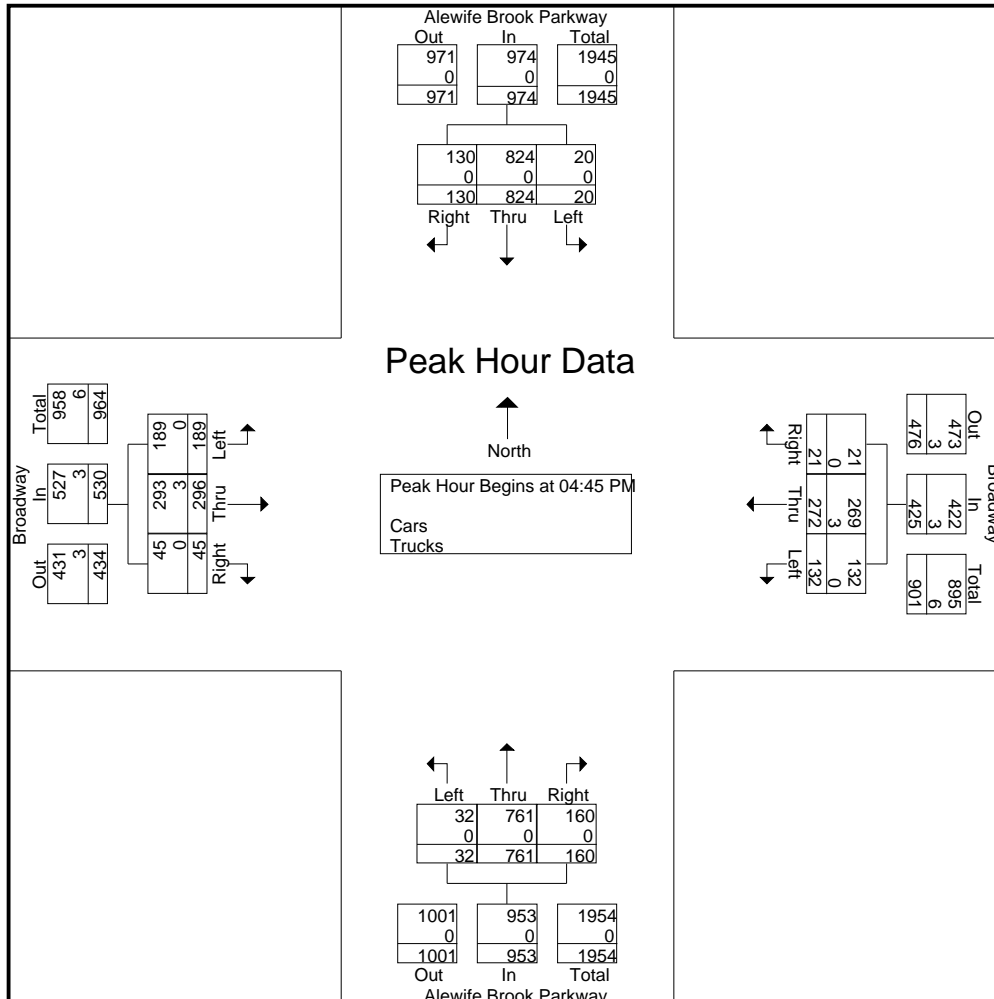 Alewife Brook Parkway
Out In Total
971 974 1945
0 0 0
971 974 1945
130 824 20
0 0 0
130 824 20
Right Thru Left
Peak Hour Data
North
Peak Hour Begins at 04:45 PM
Cars
Trucks
Broadway
Total In Out
958 527 431
6 3 3
964 530 434
189 293 45
0 3 0
189 296 45
Left Thru Right
Broadway
Out In Total
473 422 895
3 3 6
476 425 901
21 269 132
0 3 0
21 272 132
Right Thru Left
Left Thru Right
32 761 160
0 0 0
32 761 160
1001 953 1954
0 0 0
1001 953 1954
Out In Total
Alewife Brook Parkway